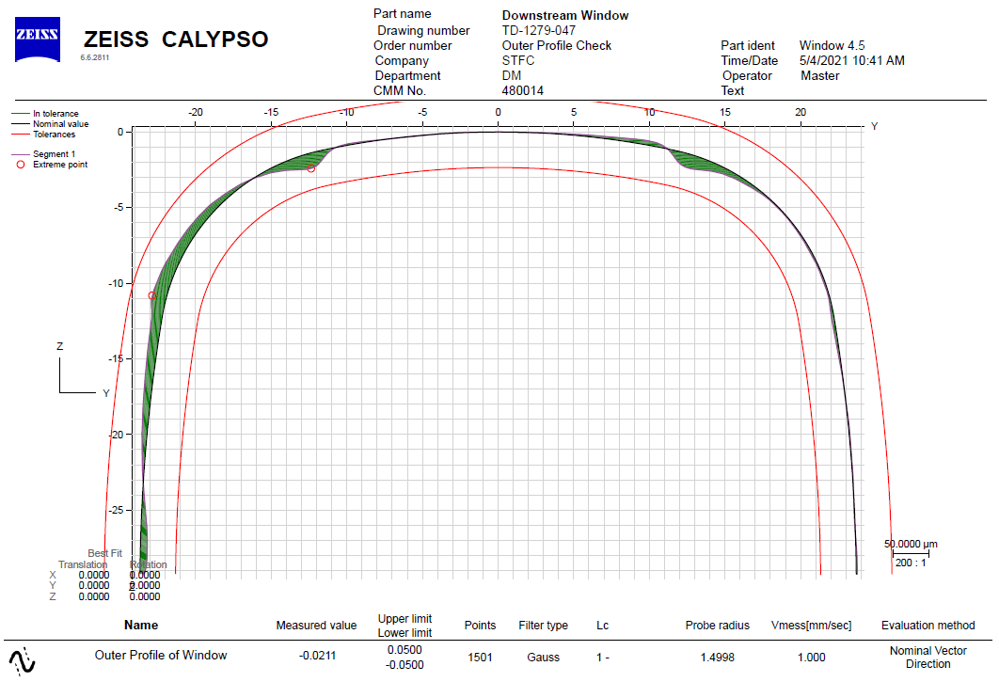 ZEISS
ZEISS CALYPSO
6.6.2811
Part name Downstream Window
Drawing number TD-1279-047
Order number Outer Profile Check Part ident Window 4.5
Company STFC Time/Date 5/4/2021 10:41 AM
Department DM Operator Master
CMM No. 480014 Text
In tolerance
Nominal value
Tolerances
Segment 1
Extreme point
-20 -15 -10 -5 0 5 10 15 20 Y
0
-5
-10
-15
-20
-25
Z
Y
Best Fit
Translation Rotation
X 0.0000 0.0000
Y 0.0000 0.0000
Z 0.0000 0.0000
50.0000 µm
200 : 1
Name Measured value Upper limit Lower limit Points Filter type Lc Probe radius Vmess[mm/sec] Evaluation method
Outer Profile of Window -0.0211 0.0500 -0.0500 1501 Gauss 1 - 1.4998 1.000 Nominal Vector Direction